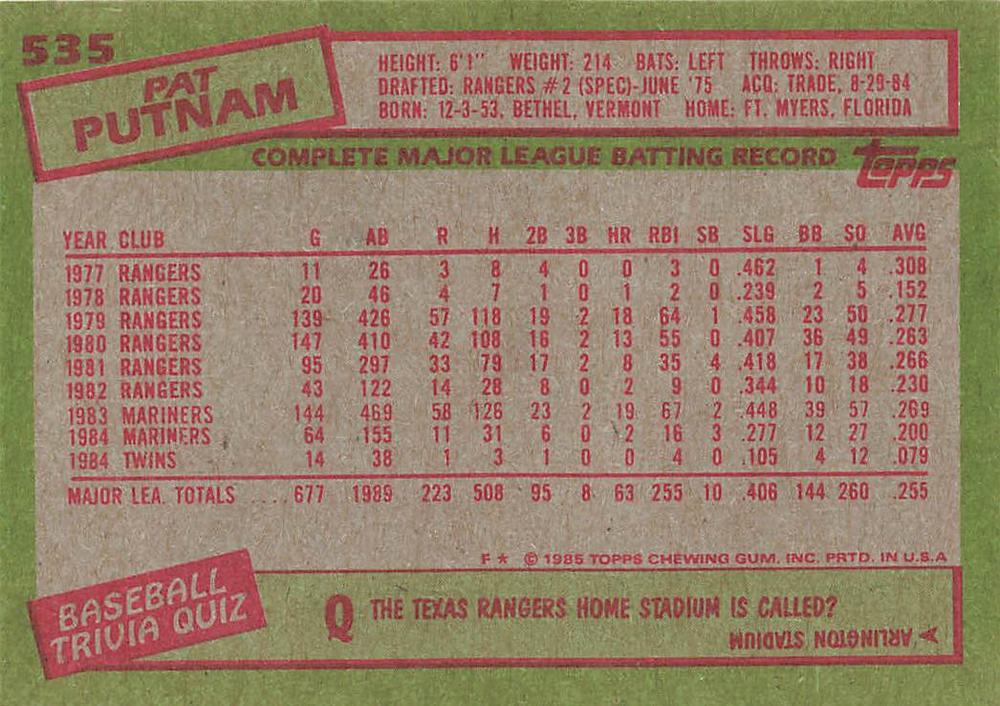 535
PAT
PUTNAM
HEIGHT: 6'1" WEIGHT: 214 BATS: LEFT THROWS: RIGHT
DRAFTED: RANGERS #2 (SPEC)-JUNE '75 ACQ: TRADE, 8-29-84
BORN: 12-3-53, BETHEL, VERMONT HOME: FT. MYERS, FLORIDA
COMPLETE MAJOR LEAGUE BATTING RECORD topps
YEAR CLUB G AB R H 2B 3B HR RBI SB SLG BB SO AVG
1977 RANGERS 11 26 3 8 4 0 0 3 0 .462 1 4 .308
1978 RANGERS 20 46 4 7 1 0 1 2 0 .239 2 5 .152
1979 RANGERS 139 426 57 118 19 2 18 64 1 .458 23 50 .277
1980 RANGERS 147 410 42 108 16 2 13 55 0 .407 36 49 .263
1981 RANGERS 95 297 33 79 17 2 8 35 4 .418 17 38 .266
1982 RANGERS 43 122 14 28 8 0 2 9 0 .344 10 18 .230
1983 MARINERS 144 469 58 126 23 2 19 67 2 .448 39 57 .269
1984 MARINERS 64 155 11 31 6 0 2 16 3 .277 12 27 .200
1984 TWINS 14 38 1 3 1 0 0 4 0 .105 4 12 .079
MAJOR LEA. TOTALS ....677 1989 223 508 95 8 63 255 10 .406 144 260 .255
F★ © 1985 TOPPS CHEWING GUM, INC. PRTD. IN U.S.A
BASEBALL
TRIVIA QUIZ
Q THE TEXAS RANGERS HOME STADIUM IS CALLED?
A ARLINGTON STADIUM